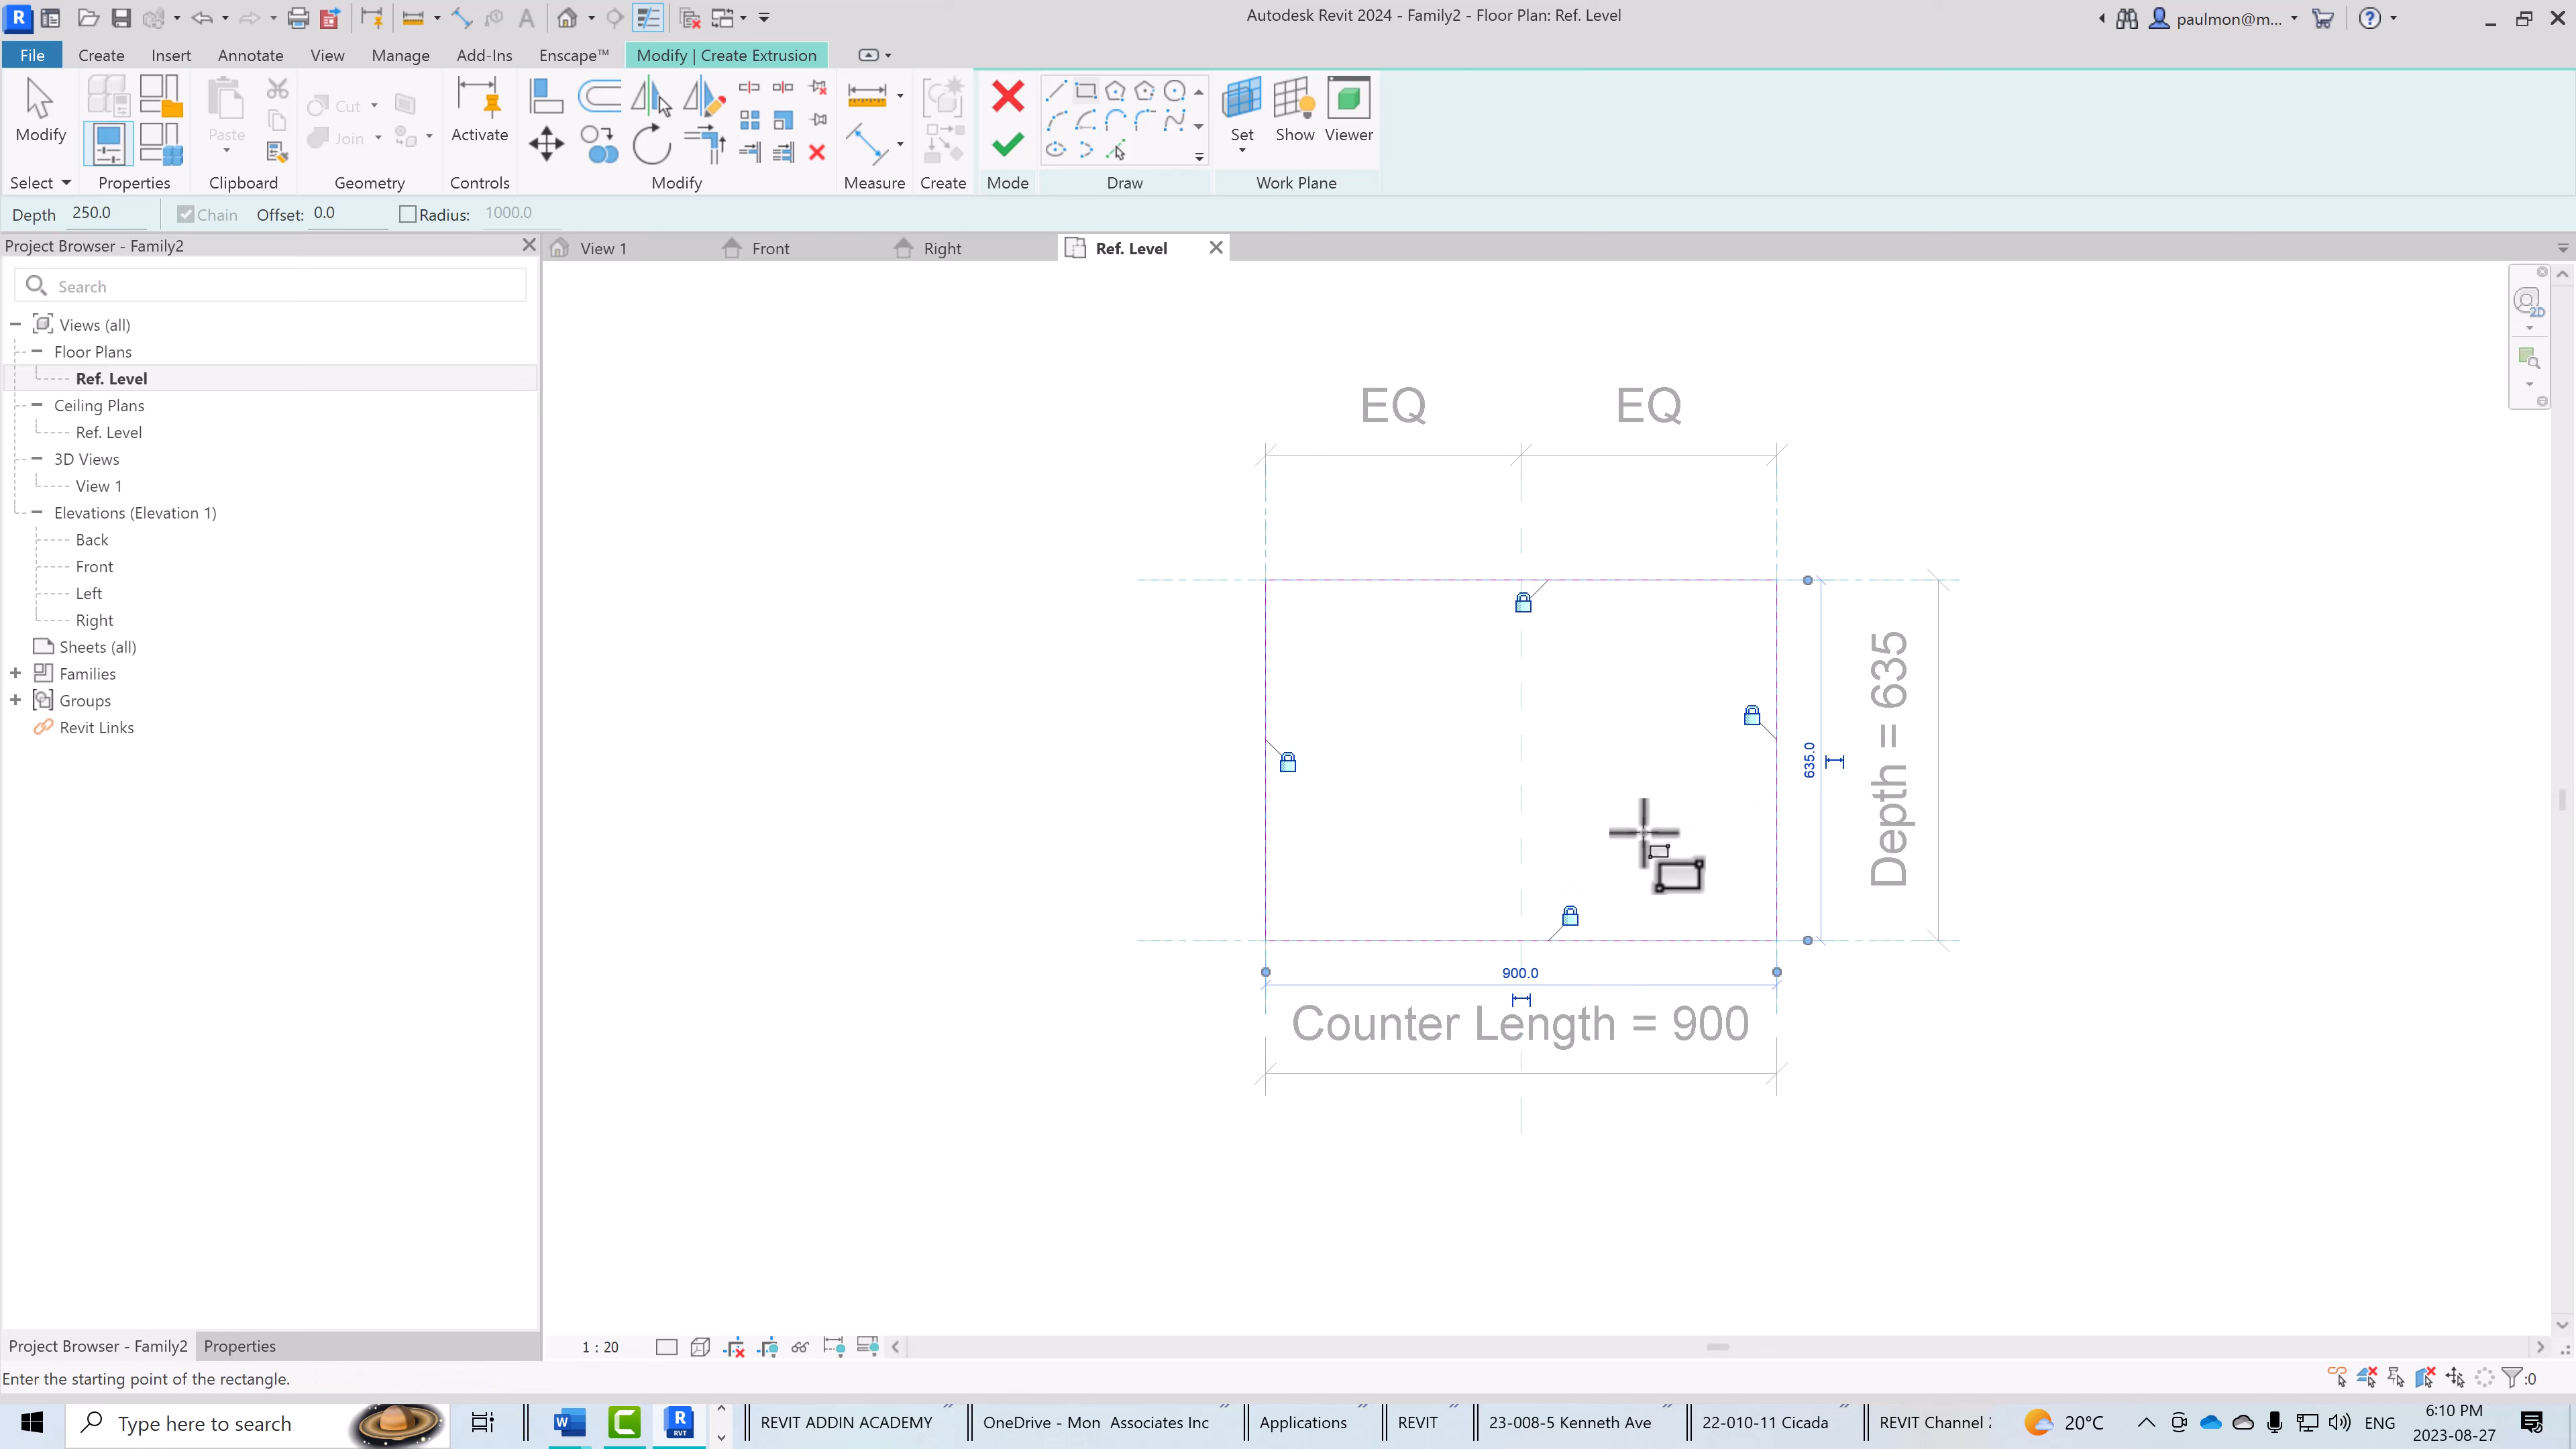 Autodesk Revit 2024 - Family2 - Floor Plan: Ref. Level
paulmon@m...
File Create Insert Annotate View Manage Add-Ins Enscape™ Modify | Create Extrusion
Modify Paste Cut Join Activate Set Show Viewer
Select Properties Clipboard Geometry Controls Modify Measure Create Mode Draw Work Plane
Depth 250.0 Chain Offset: 0.0 Radius: 1000.0
Project Browser - Family2
View 1 Front Right Ref. Level
Search
Views (all)
Floor Plans
Ref. Level
Ceiling Plans
Ref. Level
3D Views
View 1
Elevations (Elevation 1)
Back
Front
Left
Right
Sheets (all)
Families
Groups
Revit Links
EQ EQ
635.0
Depth = 635
900.0
Counter Length = 900
Project Browser - Family2 Properties
1 : 20
Enter the starting point of the rectangle.
:0
Type here to search
REVIT ADDIN ACADEMY OneDrive - Mon Associates Inc Applications REVIT 23-008-5 Kenneth Ave 22-010-11 Cicada REVIT Channel
20°C
ENG
6:10 PM
2023-08-27